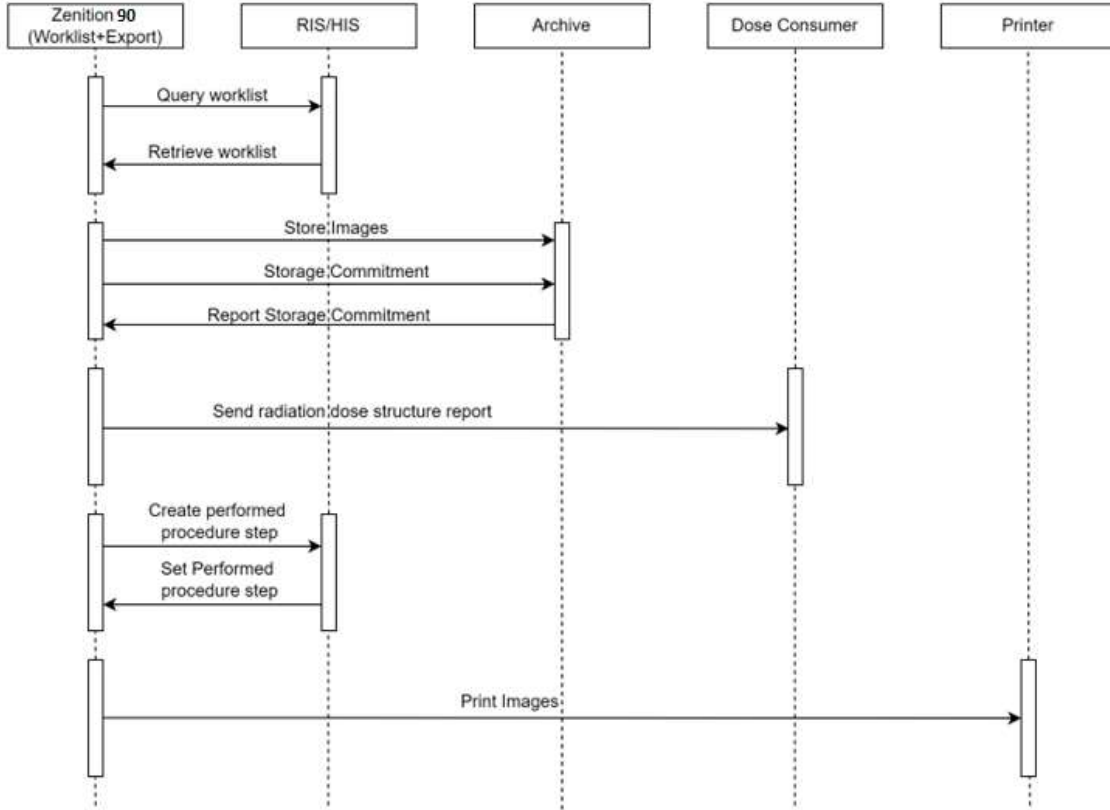 Zenition 90
(Worklist+Export)
RIS/HIS
Archive
Dose Consumer
Printer
Query worklist
Retrieve worklist
Store Images
Storage Commitment
Report Storage Commitment
Send radiation dose structure report
Create performed
procedure step
Set Performed
procedure step
Print Images